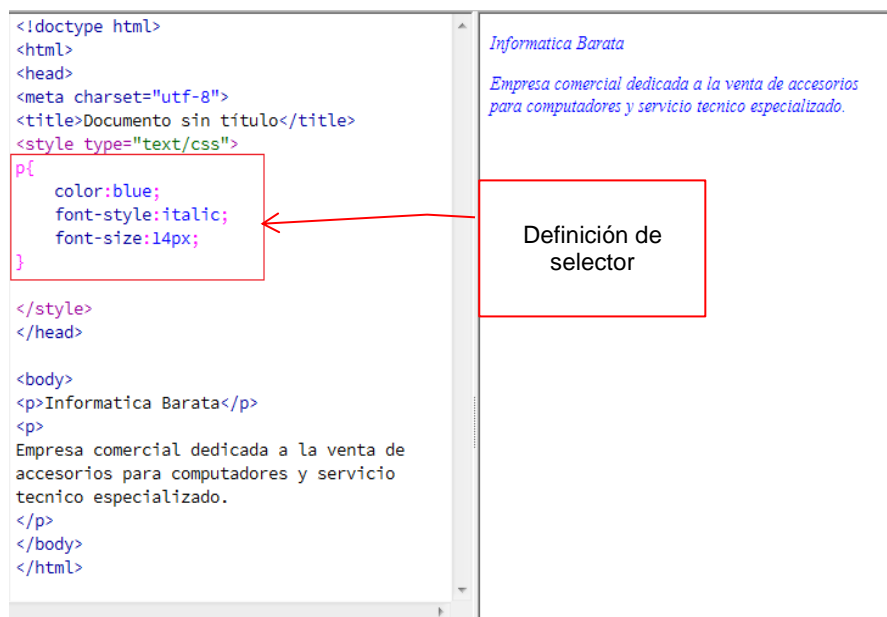 <!doctype html>
<html>
<head>
<meta charset="utf-8">
<title>Documento sin título</title>
<style type="text/css">
p{
    color:blue;
    font-style:italic;
    font-size:14px;
}
</style>
</head>
<body>
<p>Informatica Barata</p>
<p>
Empresa comercial dedicada a la venta de
accesorios para computadores y servicio
tecnico especializado.
</p>
</body>
</html>
Informatica Barata
Empresa comercial dedicada a la venta de accesorios
para computadores y servicio tecnico especializado.
Definición de
selector